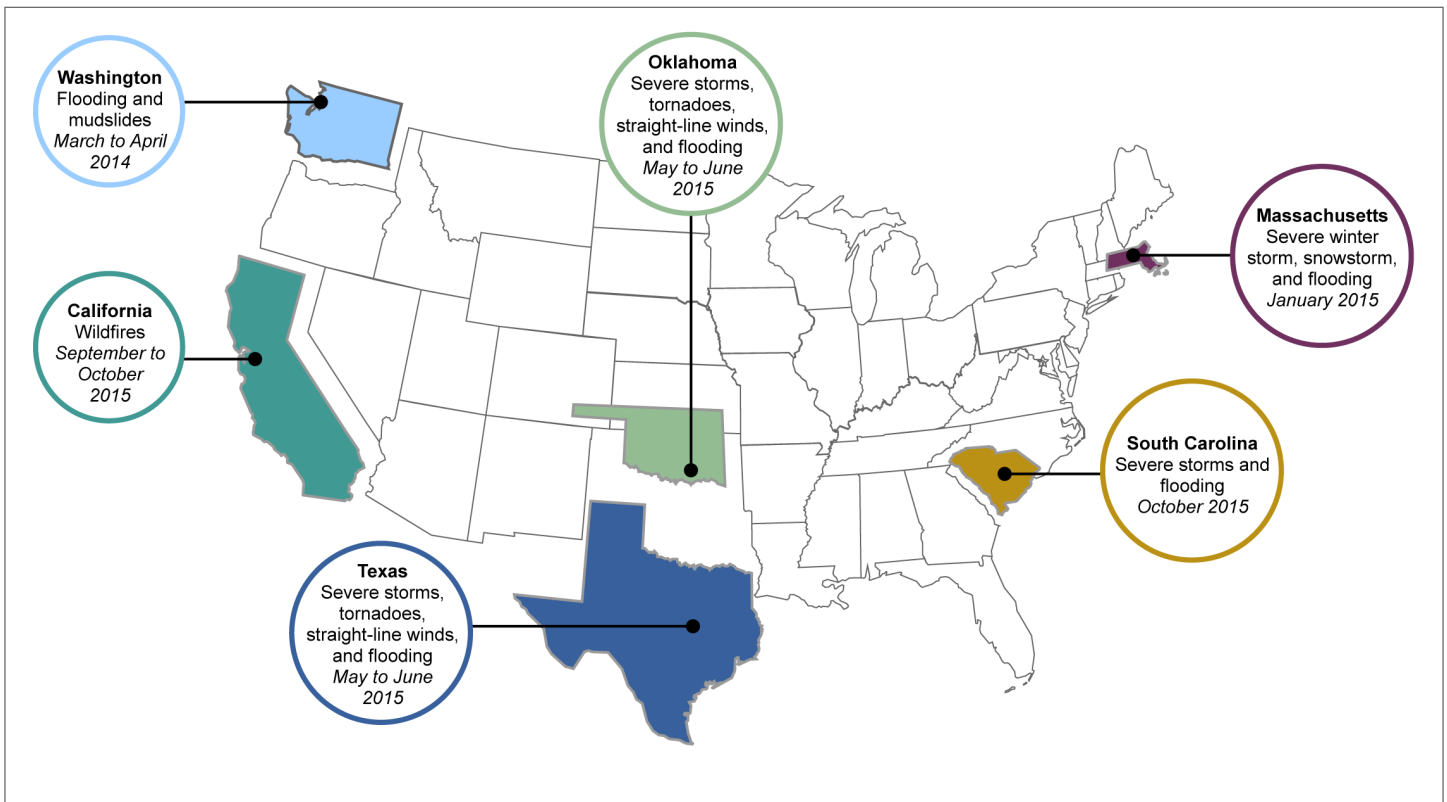 Washington
Flooding and
mudslides
March to April
2014
Oklahoma
Severe storms,
tornadoes,
straight-line winds,
and flooding
May to June
2015
Massachusetts
Severe winter
storm, snowstorm,
and flooding
January 2015
California
Wildfires
September to
October
2015
South Carolina
Severe storms and
flooding
October 2015
Texas
Severe storms,
tornadoes,
straight-line winds,
and flooding
May to June
2015